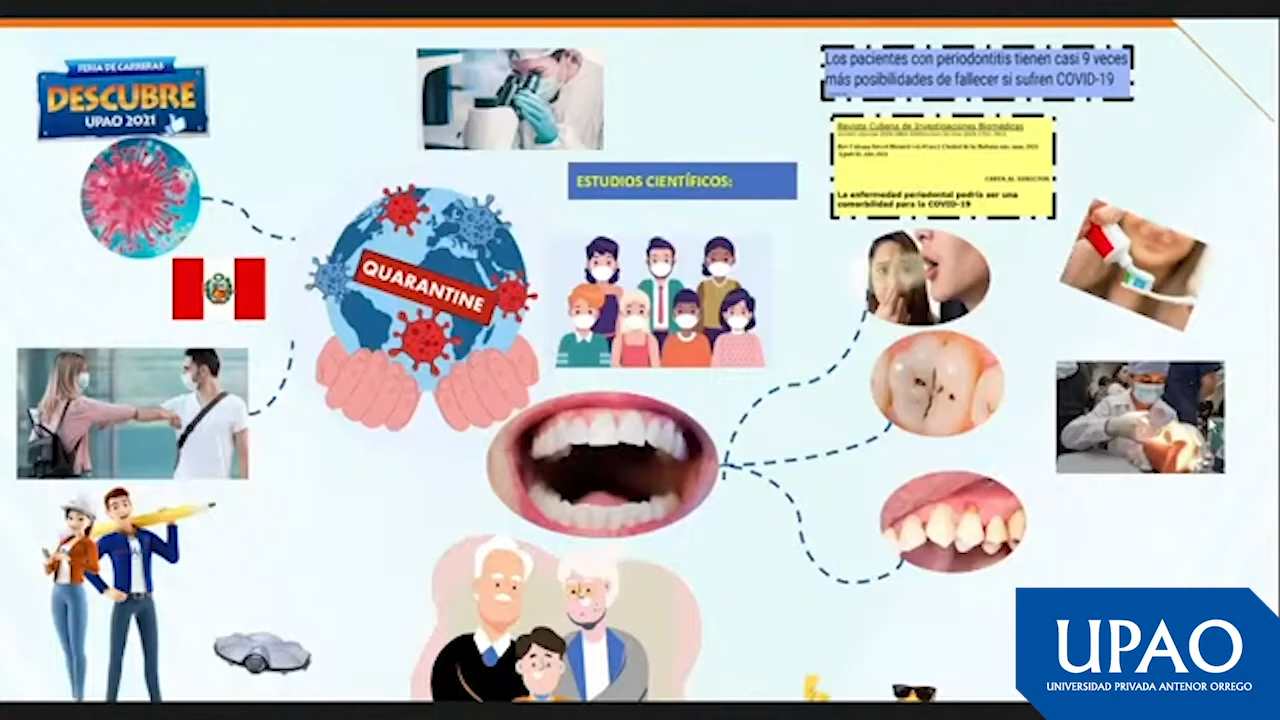 FERIA DE CARRERAS
DESCUBRE
UPAO 2021
QUARANTINE
ESTUDIOS CIENTÍFICOS:
Los pacientes con periodontitis tienen casi 9 veces
más posibilidades de fallecer si sufren COVID-19
Revista Cubana de Investigaciones Biomédicas
CARTA AL DIRECTOR
La enfermedad periodontal podría ser una
comorbilidad para la COVID-19
UPAO
UNIVERSIDAD PRIVADA ANTENOR ORREGO